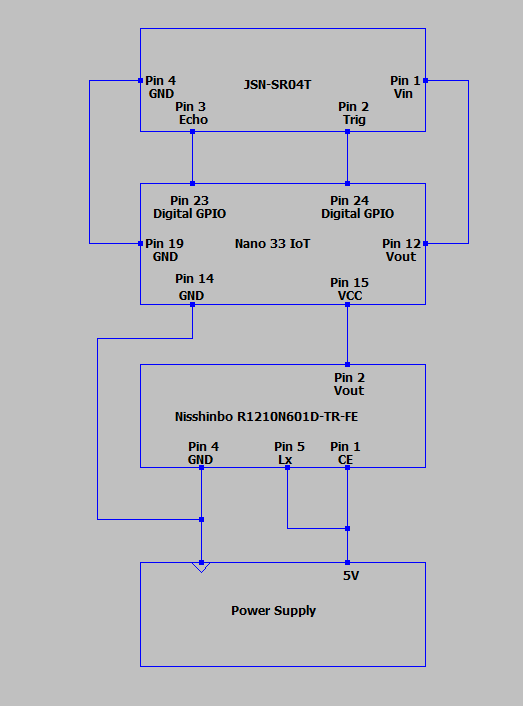 Pin 4
GND
JSN-SR04T
Pin 1
Vin
Pin 3
Echo
Pin 2
Trig
Pin 23
Digital GPIO
Pin 24
Digital GPIO
Pin 19
GND
Nano 33 IoT
Pin 12
Vout
Pin 14
GND
Pin 15
VCC
Pin 2
Vout
Nisshinbo R1210N601D-TR-FE
Pin 4
GND
Pin 5
Lx
Pin 1
CE
5V
Power Supply